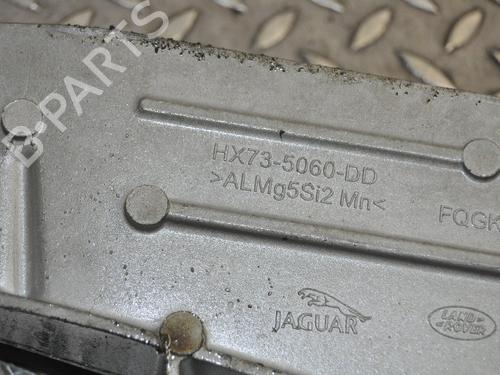 B-PARTS
HX73-5060-DD
>ALMg5Si2 Mn<
FQGK
JAGUAR
LAND
ROVER